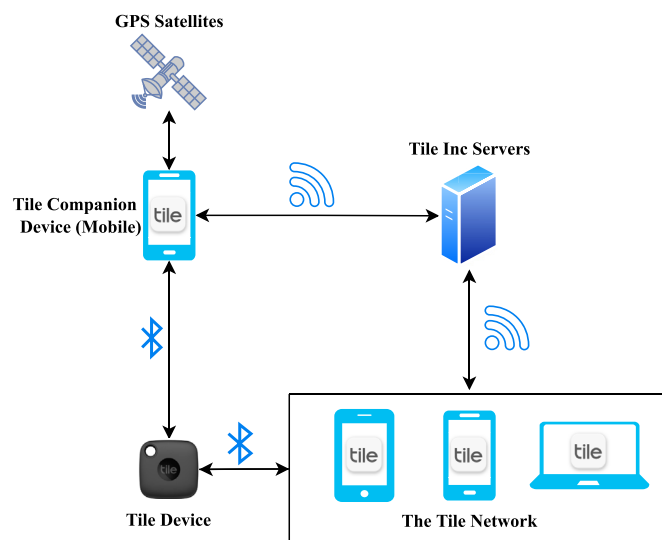 GPS Satellites
Tile Inc Servers
Tile Companion
Device (Mobile)
tile
tile
tile
tile
tile
Tile Device
The Tile Network